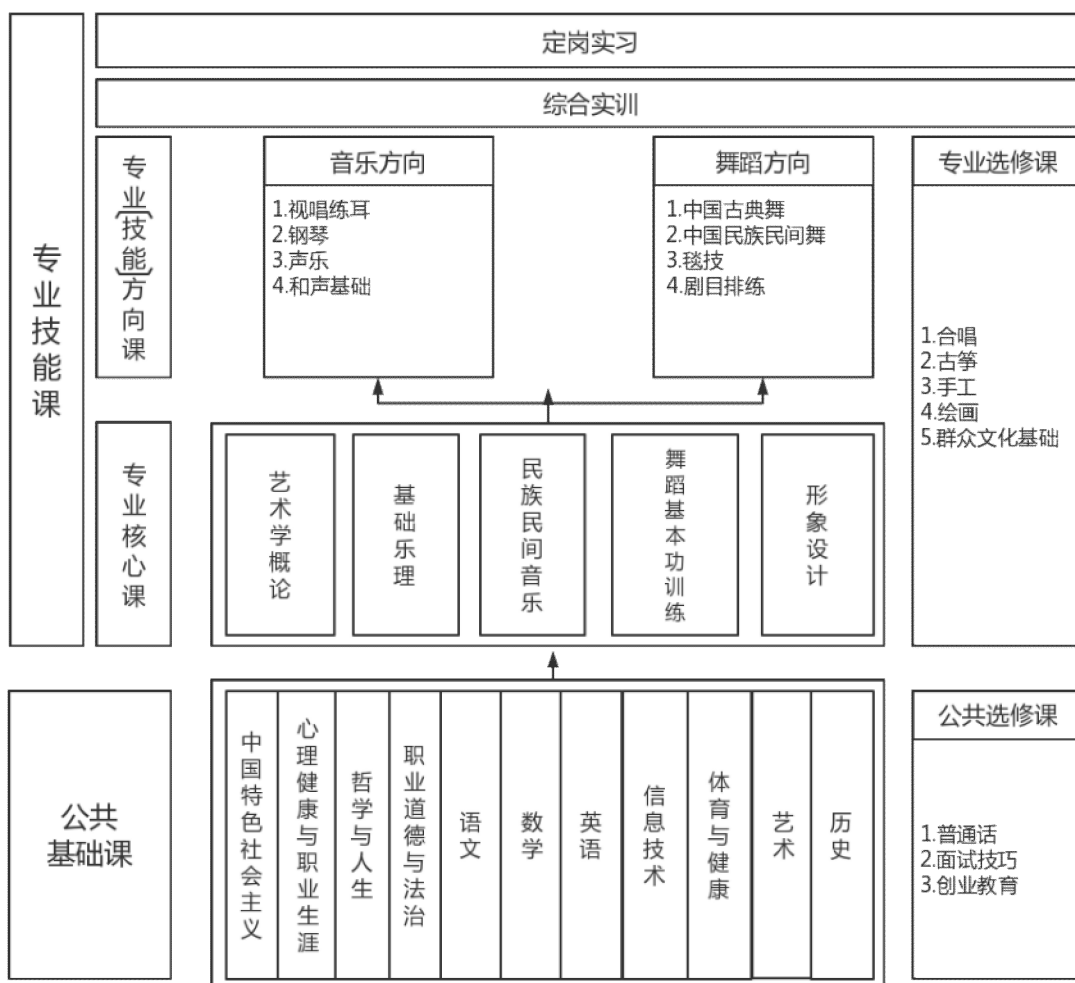 定岗实习
综合实训
专业技能课
专业(技能)方向课
音乐方向
1.视唱练耳
2.钢琴
3.声乐
4.和声基础
舞蹈方向
1.中国古典舞
2.中国民族民间舞
3.毯技
4.剧目排练
专业选修课
1.合唱
2.古筝
3.手工
4.绘画
5.群众文化基础
专业核心课
艺术学概论
基础乐理
民族民间音乐
舞蹈基本功训练
形象设计
公共
基础课
中国特色社会主义
心理健康与职业生涯
哲学与人生
职业道德与法治
语文
数学
英语
信息技术
体育与健康
艺术
历史
公共选修课
1.普通话
2.面试技巧
3.创业教育